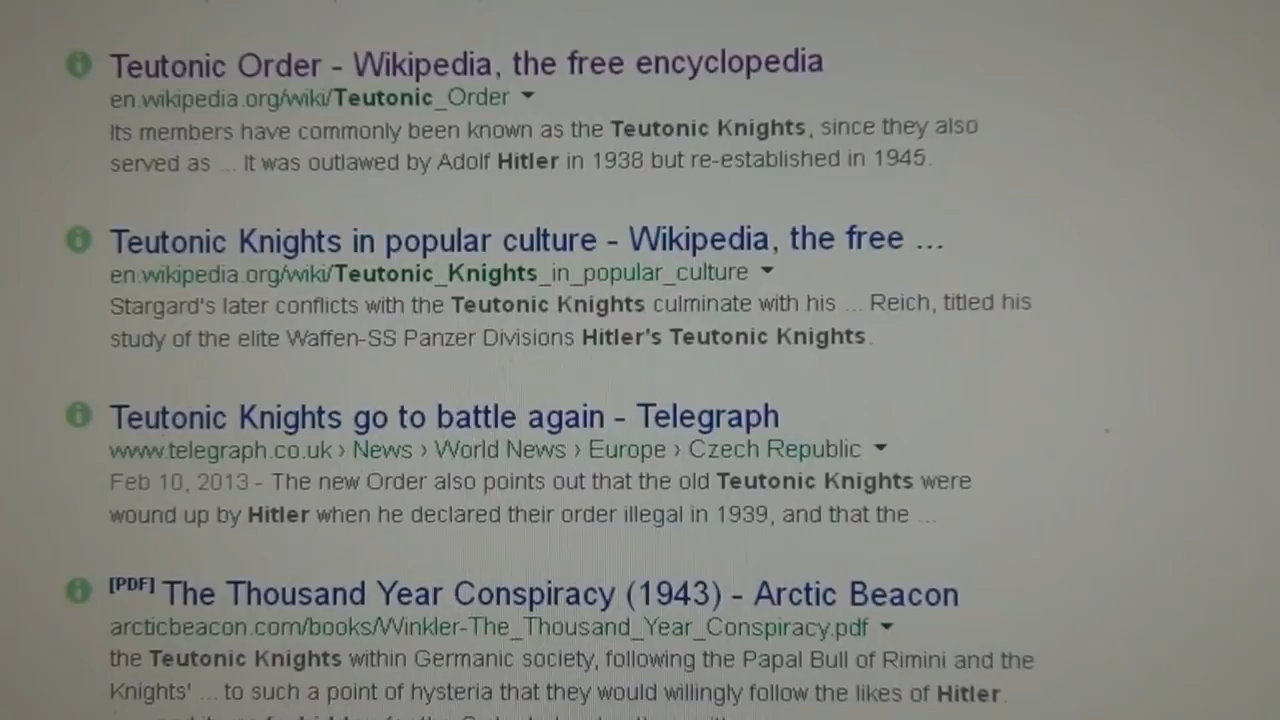 Teutonic Order - Wikipedia, the free encyclopedia
en.wikipedia.org/wiki/Teutonic_Order
Its members have commonly been known as the Teutonic Knights, since they also
served as ... It was outlawed by Adolf Hitler in 1938 but re-established in 1945.
Teutonic Knights in popular culture - Wikipedia, the free ...
en.wikipedia.org/wiki/Teutonic_Knights_in_popular_culture
Stargard's later conflicts with the Teutonic Knights culminate with his ... Reich, titled his
study of the elite Waffen-SS Panzer Divisions Hitler's Teutonic Knights.
Teutonic Knights go to battle again - Telegraph
www.telegraph.co.uk › News › World News › Europe › Czech Republic
Feb 10, 2013 - The new Order also points out that the old Teutonic Knights were
wound up by Hitler when he declared their order illegal in 1939, and that the ...
[PDF] The Thousand Year Conspiracy (1943) - Arctic Beacon
arcticbeacon.com/books/Winkler-The_Thousand_Year_Conspiracy.pdf
the Teutonic Knights within Germanic society, following the Papal Bull of Rimini and the
Knights' ... to such a point of hysteria that they would willingly follow the likes of Hitler.